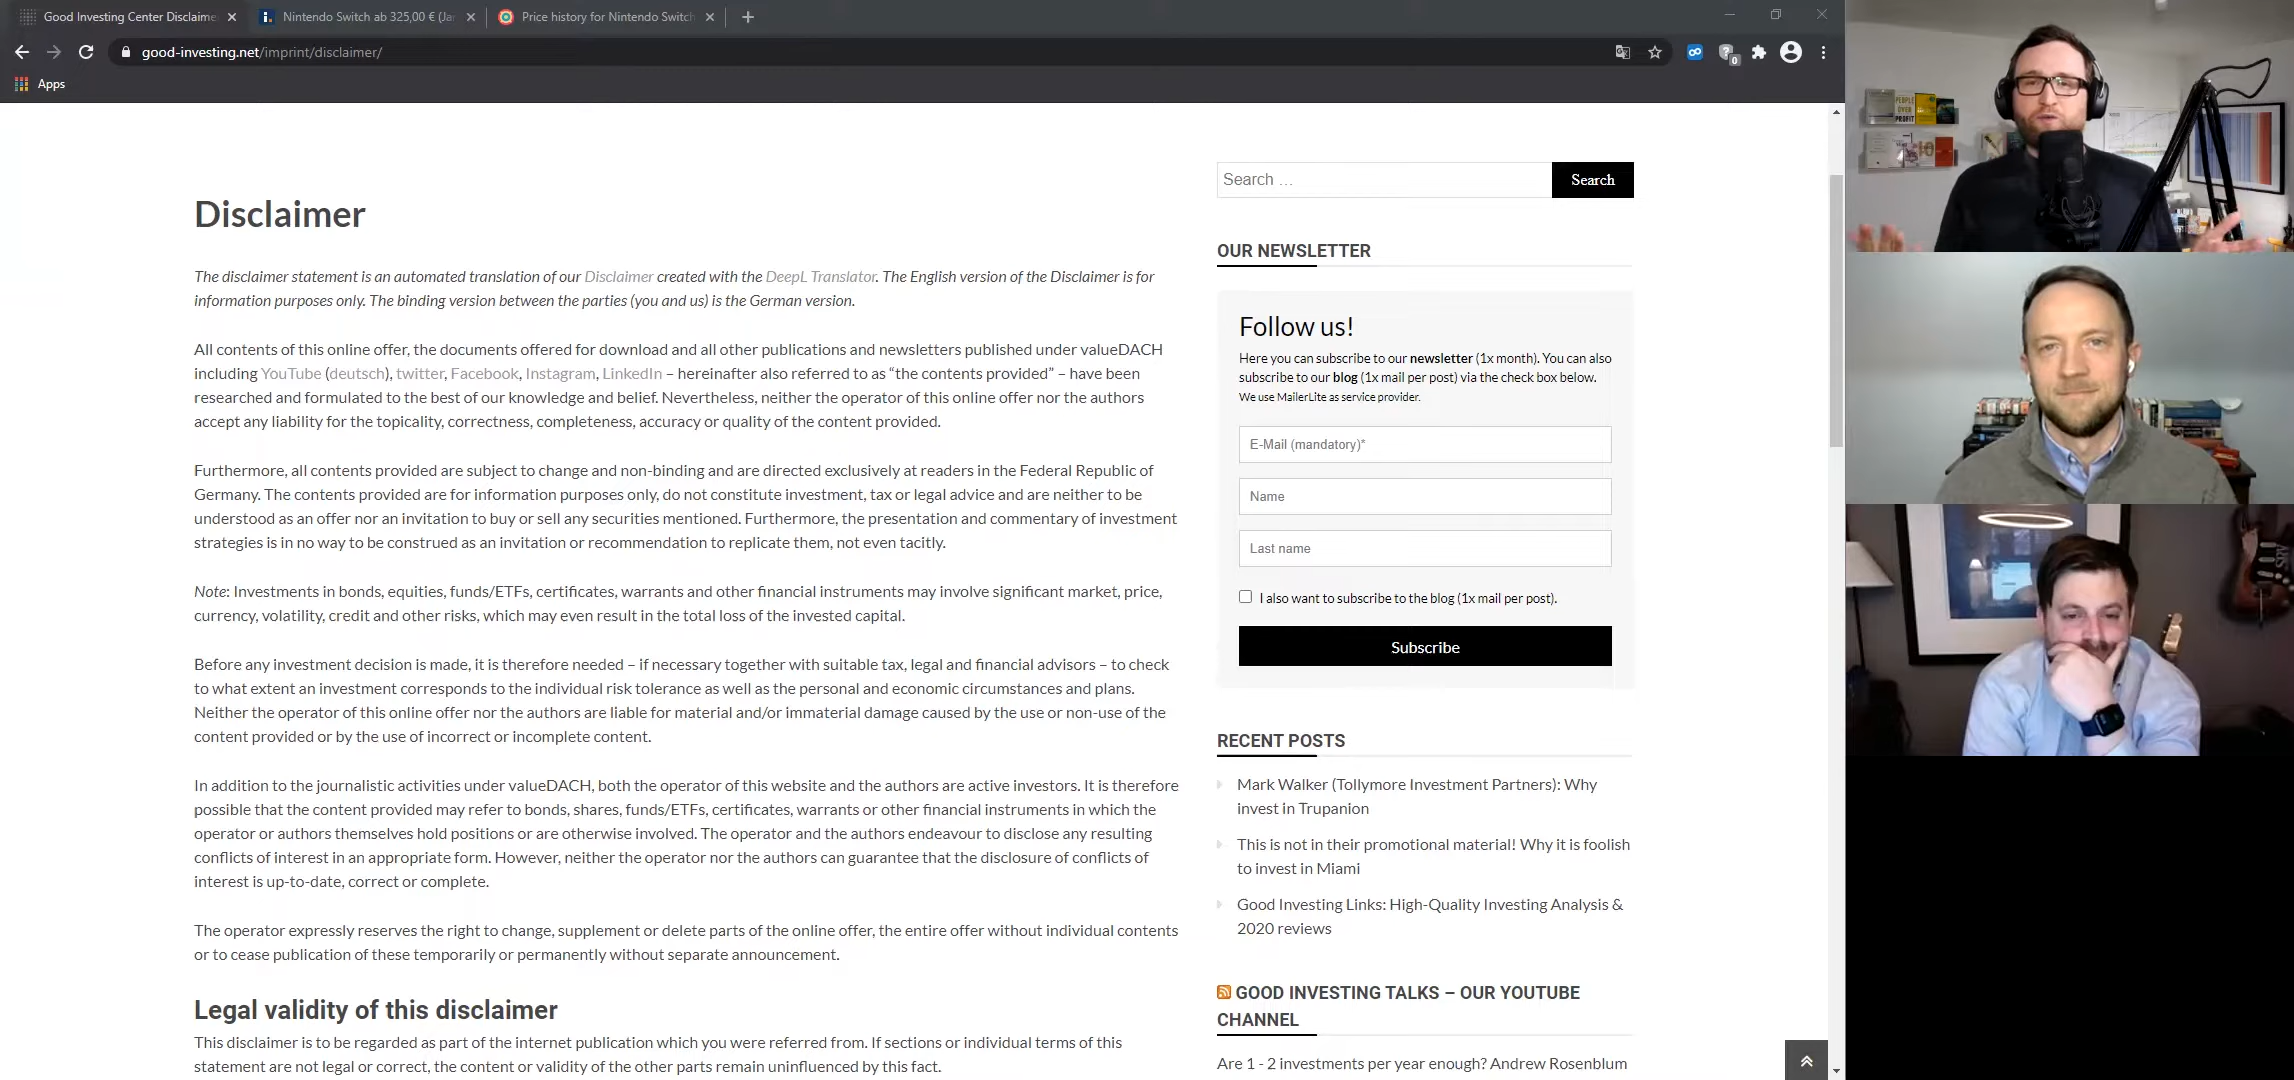 Good Investing Center Disclaime
Nintendo Switch ab 325,00 € (Jar
Price history for Nintendo Switch
good-investing.net/imprint/disclaimer/
0
Apps
Disclaimer
The disclaimer statement is an automated translation of our Disclaimer created with the DeepL Translator. The English version of the Disclaimer is for
information purposes only. The binding version between the parties (you and us) is the German version.
All contents of this online offer, the documents offered for download and all other publications and newsletters published under valueDACH
including YouTube (deutsch), twitter, Facebook, Instagram, LinkedIn – hereinafter also referred to as “the contents provided” – have been
researched and formulated to the best of our knowledge and belief. Nevertheless, neither the operator of this online offer nor the authors
accept any liability for the topicality, correctness, completeness, accuracy or quality of the content provided.
Furthermore, all contents provided are subject to change and non-binding and are directed exclusively at readers in the Federal Republic of
Germany. The contents provided are for information purposes only, do not constitute investment, tax or legal advice and are neither to be
understood as an offer nor an invitation to buy or sell any securities mentioned. Furthermore, the presentation and commentary of investment
strategies is in no way to be construed as an invitation or recommendation to replicate them, not even tacitly.
Note: Investments in bonds, equities, funds/ETFs, certificates, warrants and other financial instruments may involve significant market, price,
currency, volatility, credit and other risks, which may even result in the total loss of the invested capital.
Before any investment decision is made, it is therefore needed – if necessary together with suitable tax, legal and financial advisors – to check
to what extent an investment corresponds to the individual risk tolerance as well as the personal and economic circumstances and plans.
Neither the operator of this online offer nor the authors are liable for material and/or immaterial damage caused by the use or non-use of the
content provided or by the use of incorrect or incomplete content.
In addition to the journalistic activities under valueDACH, both the operator of this website and the authors are active investors. It is therefore
possible that the content provided may refer to bonds, shares, funds/ETFs, certificates, warrants or other financial instruments in which the
operator or authors themselves hold positions or are otherwise involved. The operator and the authors endeavour to disclose any resulting
conflicts of interest in an appropriate form. However, neither the operator nor the authors can guarantee that the disclosure of conflicts of
interest is up-to-date, correct or complete.
The operator expressly reserves the right to change, supplement or delete parts of the online offer, the entire offer without individual contents
or to cease publication of these temporarily or permanently without separate announcement.
Legal validity of this disclaimer
This disclaimer is to be regarded as part of the internet publication which you were referred from. If sections or individual terms of this
statement are not legal or correct, the content or validity of the other parts remain uninfluenced by this fact.
Search …
Search
OUR NEWSLETTER
Follow us!
Here you can subscribe to our newsletter (1x month). You can also
subscribe to our blog (1x mail per post) via the check box below.
We use MailerLite as service provider.
E-Mail (mandatory)*
Name
Last name
I also want to subscribe to the blog (1x mail per post).
Subscribe
RECENT POSTS
Mark Walker (Tollymore Investment Partners): Why
invest in Trupanion
This is not in their promotional material! Why it is foolish
to invest in Miami
Good Investing Links: High-Quality Investing Analysis &
2020 reviews
GOOD INVESTING TALKS – OUR YOUTUBE
CHANNEL
Are 1 - 2 investments per year enough? Andrew Rosenblum
PEOPLE
OVER
PROFIT